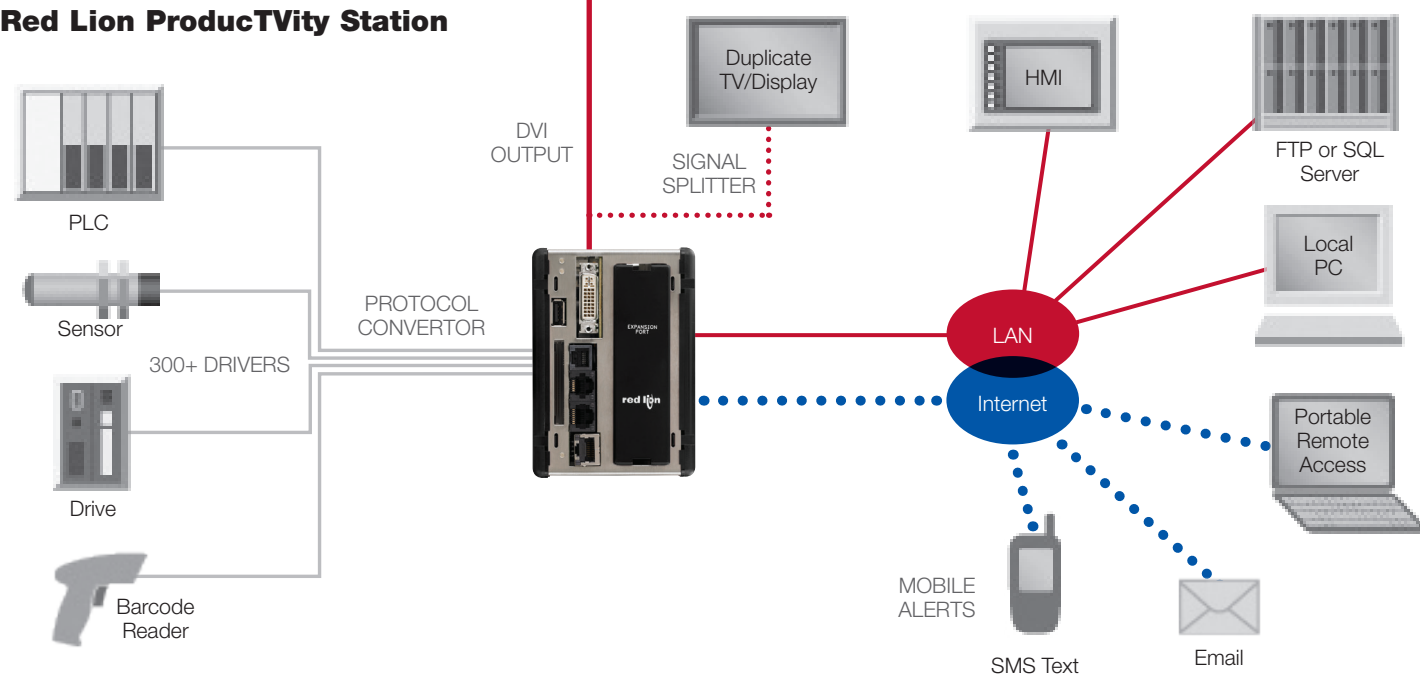 Red Lion ProducTVity Station
Duplicate
TV/Display
HMI
DVI
OUTPUT
SIGNAL
SPLITTER
FTP or SQL
Server
PLC
Local
PC
Sensor
PROTOCOL
CONVERTOR
300+ DRIVERS
EXPANSION
PORT
red lion
LAN
Internet
Portable
Remote
Access
Drive
Barcode
Reader
MOBILE
ALERTS
SMS Text
Email